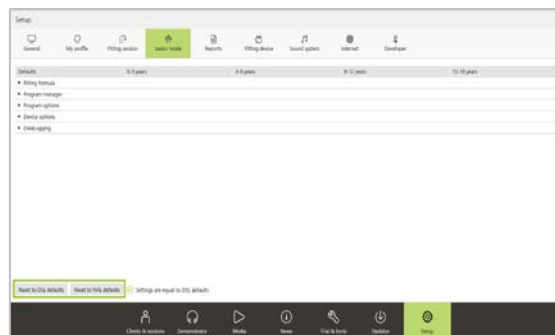 Setup
General My profile Fitting session Junior mode Reports Fitting device Sound system Internet Developer
Defaults 0-3 years 4-8 years 9-12 years 13-18 years
Fitting formula
Program manager
Program options
Device options
DataLogging
Reset to DSL defaults Reset to NAL defaults Settings are equal to DSL defaults
Clients & sessions Demonstrator Media News Trial & tools Updater Setup